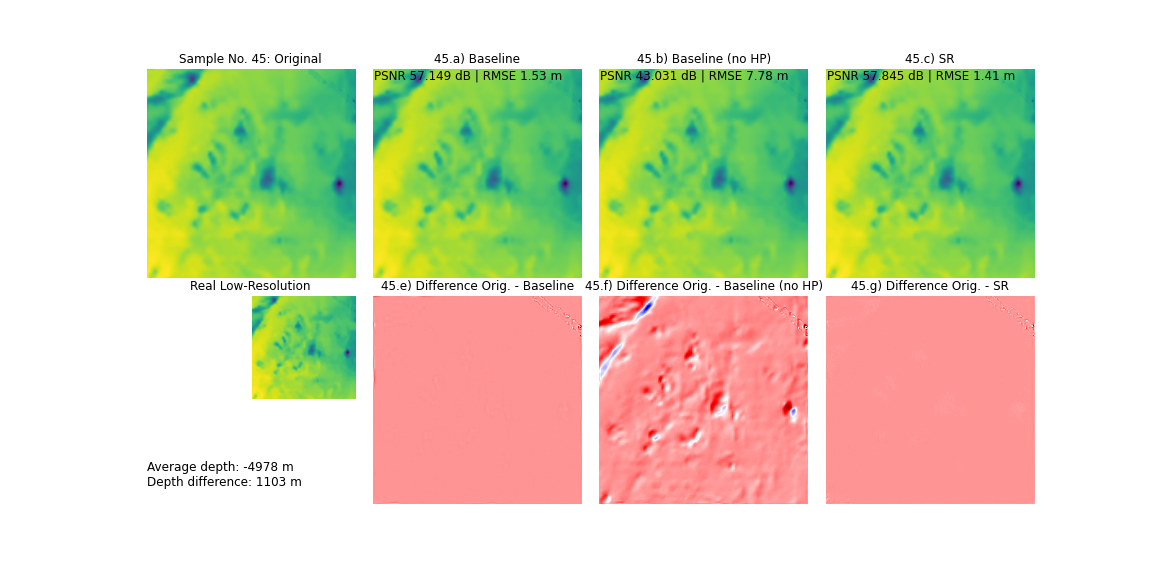 Sample No. 45: Original
45.a) Baseline
45.b) Baseline (no HP)
45.c) SR
PSNR 57.149 dB | RMSE 1.53 m
PSNR 43.031 dB | RMSE 7.78 m
PSNR 57.845 dB | RMSE 1.41 m
Real Low-Resolution
45.e) Difference Orig. - Baseline
45.f) Difference Orig. - Baseline (no HP)
45.g) Difference Orig. - SR
Average depth: -4978 m
Depth difference: 1103 m